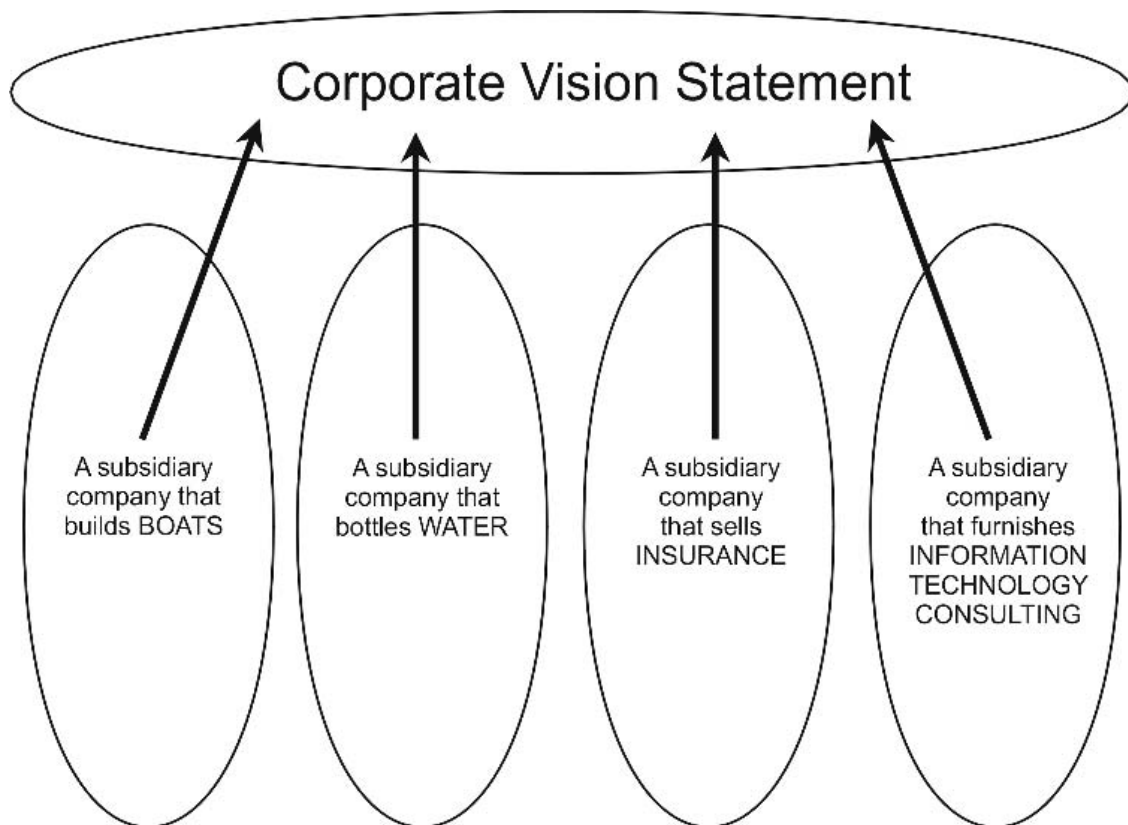 Corporate Vision Statement
A subsidiary
company that
builds BOATS
A subsidiary
company that
bottles WATER
A subsidiary
company
that sells
INSURANCE
A subsidiary
company
that furnishes
INFORMATION
TECHNOLOGY
CONSULTING